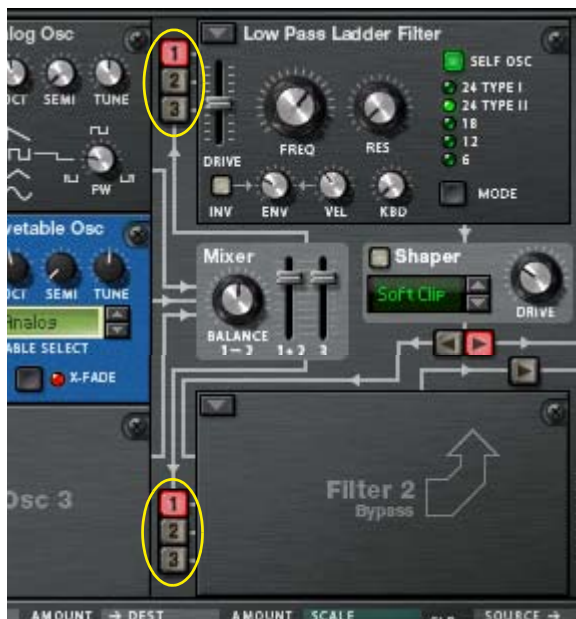 log Osc
OCT SEMI TUNE
PW
1
2
3
Low Pass Ladder Filter
SELF OSC
24 TYPE I
24 TYPE II
18
12
6
DRIVE FREQ RES
MODE
INV ENV VEL KBD
vetable Osc
OCT SEMI TUNE
Analog
ABLE SELECT
X-FADE
Mixer
BALANCE
1-2 1+2 3
Shaper
Soft Clip
DRIVE
Osc 3
1
2
3
Filter 2
Bypass
AMOUNT → DEST AMOUNT SCALE SOURCE →